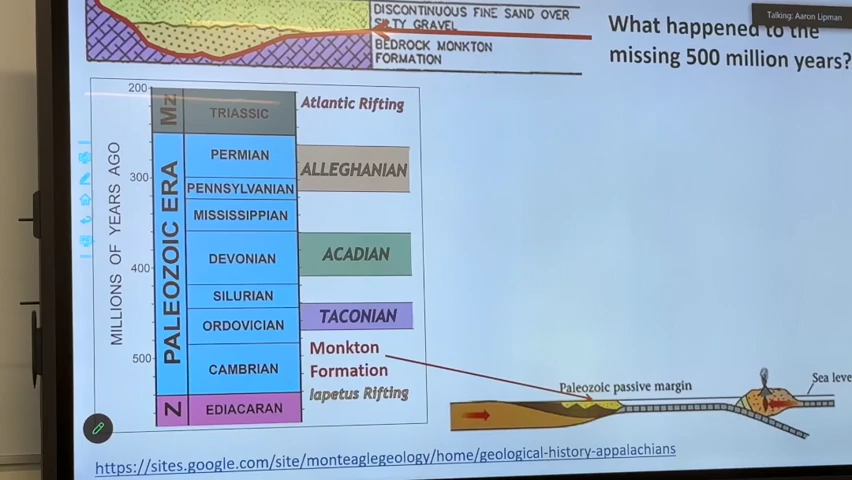 DISCONTINUOUS FINE SAND OVER
SILTY GRAVEL
BEDROCK MONKTON
FORMATION
Talking: Aaron Lipman
What happened to the
missing 500 million years?
200
300
400
500
MILLIONS OF YEARS AGO
Mz
PALEOZOIC ERA
Z
TRIASSIC
PERMIAN
PENNSYLVANIAN
MISSISSIPPIAN
DEVONIAN
SILURIAN
ORDOVICIAN
CAMBRIAN
EDIACARAN
Atlantic Rifting
ALLEGHANIAN
ACADIAN
TACONIAN
Monkton
Formation
Iapetus Rifting
Paleozoic passive margin
Sea leve
https://sites.google.com/site/monteaglegeology/home/geological-history-appalachians